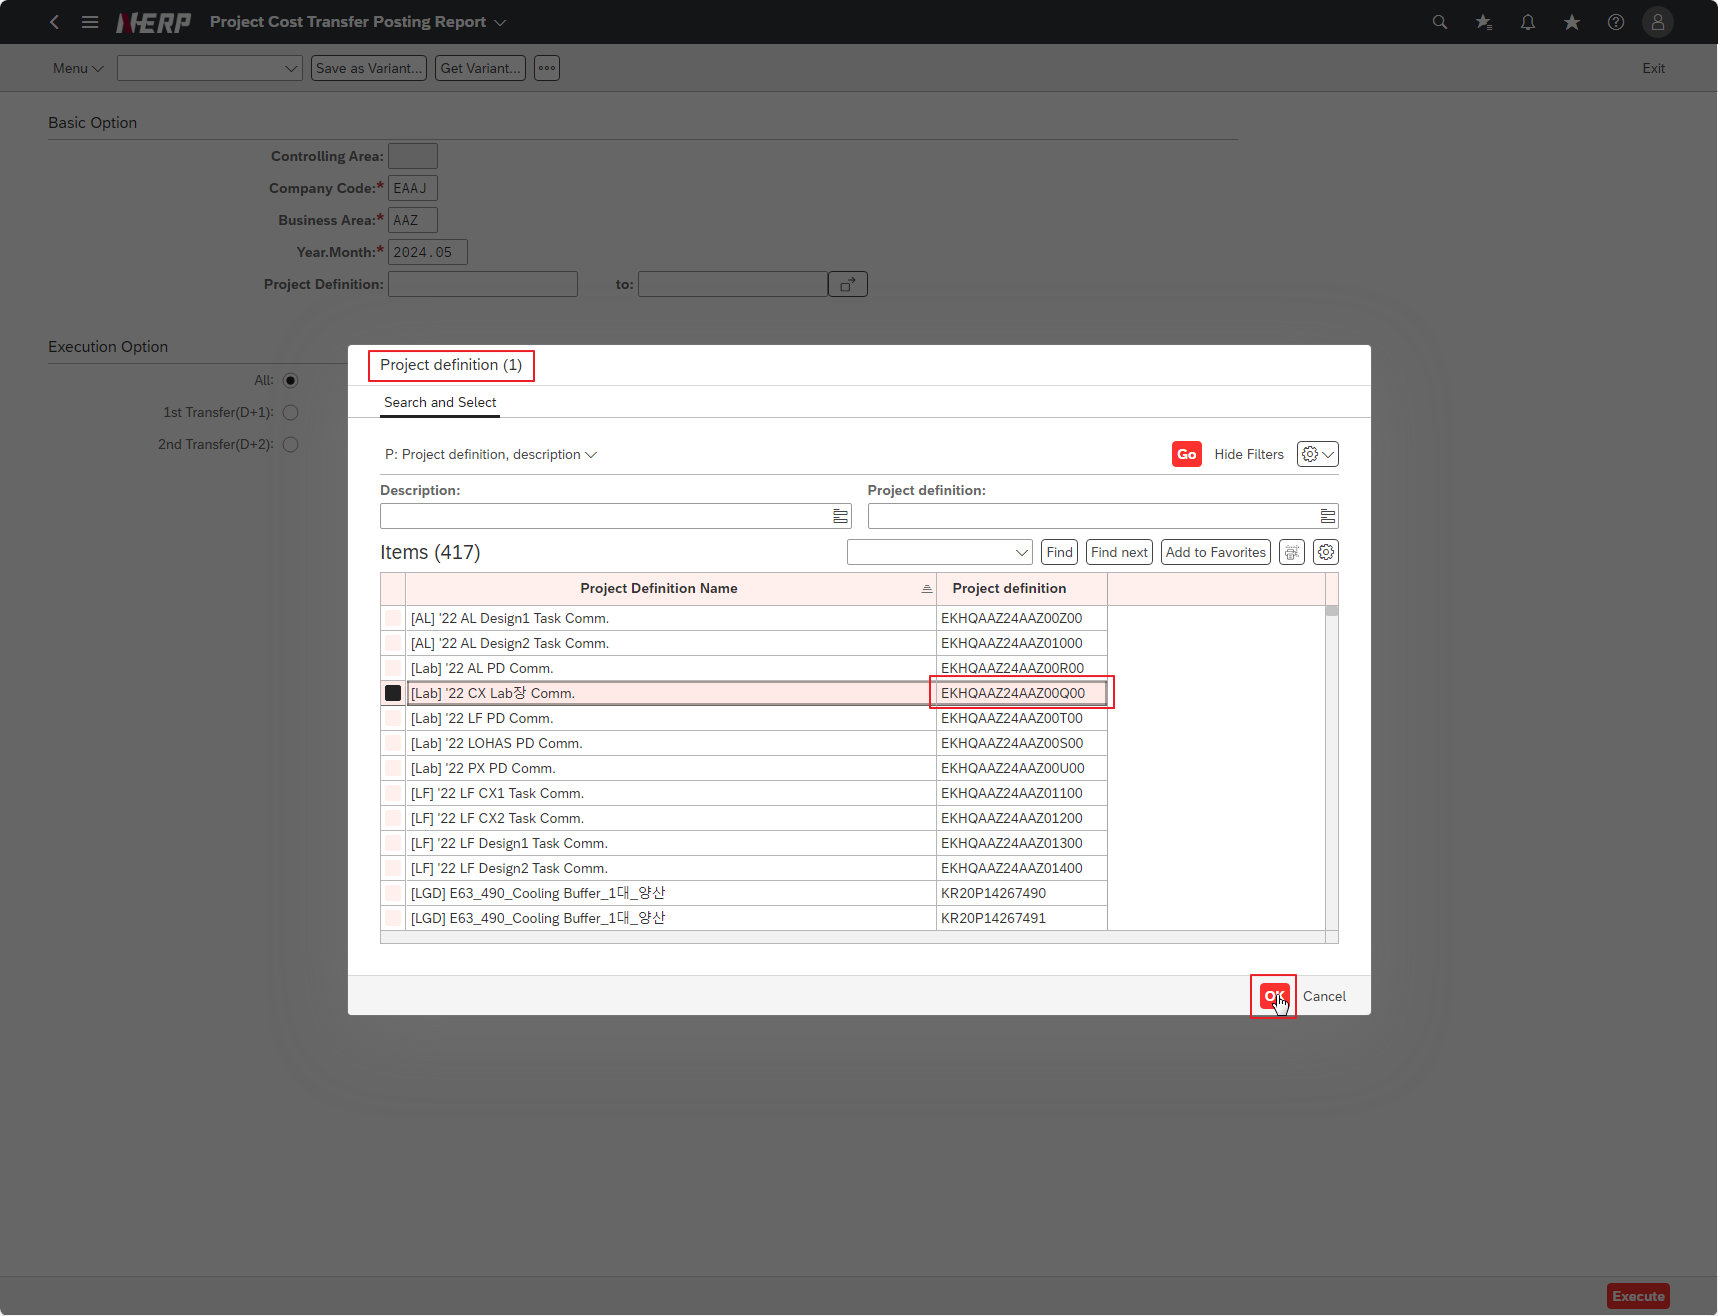 NERP Project Cost Transfer Posting Report
Menu Save as Variant... Get Variant... Exit
Basic Option
Controlling Area:
Company Code:* EAAJ
Business Area:* AAZ
Year.Month:* 2024.05
Project Definition: to:
Execution Option
All:
1st Transfer(D+1):
2nd Transfer(D+2):
Project definition (1)
Search and Select
P: Project definition, description Go Hide Filters
Description: Project definition:
Items (417) Find Find next Add to Favorites
Project Definition Name Project definition
[AL] '22 AL Design1 Task Comm. EKHQAAZ24AAZ00Z00
[AL] '22 AL Design2 Task Comm. EKHQAAZ24AAZ01000
[Lab] '22 AL PD Comm. EKHQAAZ24AAZ00R00
[Lab] '22 CX Lab장 Comm. EKHQAAZ24AAZ00Q00
[Lab] '22 LF PD Comm. EKHQAAZ24AAZ00T00
[Lab] '22 LOHAS PD Comm. EKHQAAZ24AAZ00S00
[Lab] '22 PX PD Comm. EKHQAAZ24AAZ00U00
[LF] '22 LF CX1 Task Comm. EKHQAAZ24AAZ01100
[LF] '22 LF CX2 Task Comm. EKHQAAZ24AAZ01200
[LF] '22 LF Design1 Task Comm. EKHQAAZ24AAZ01300
[LF] '22 LF Design2 Task Comm. EKHQAAZ24AAZ01400
[LGD] E63_490_Cooling Buffer_1대_양산 KR20P14267490
[LGD] E63_490_Cooling Buffer_1대_양산 KR20P14267491
OK Cancel
Execute